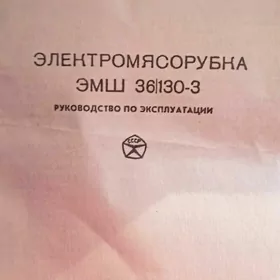 ЭЛЕКТРОМЯСОРУБКА
ЭМШ 36/130-3
РУКОВОДСТВО ПО ЭКСПЛУАТАЦИИ
СССР